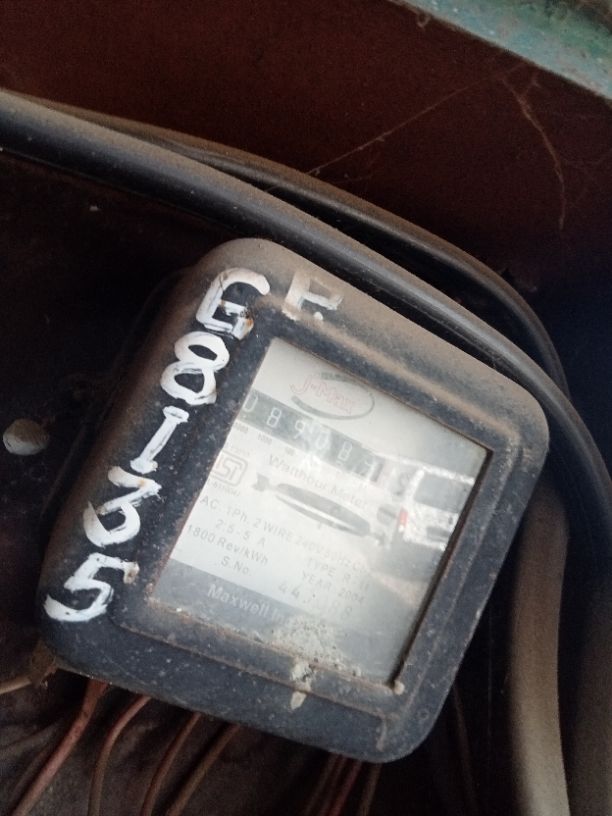 F.
G8135
J-Max
Watthour Meter
AC. 1Ph. 2 WIRE 240V 50Hz
2.5-5 A
TYPE
1800 Rev/kWh
YEAR 2004
S.No.
Maxwell